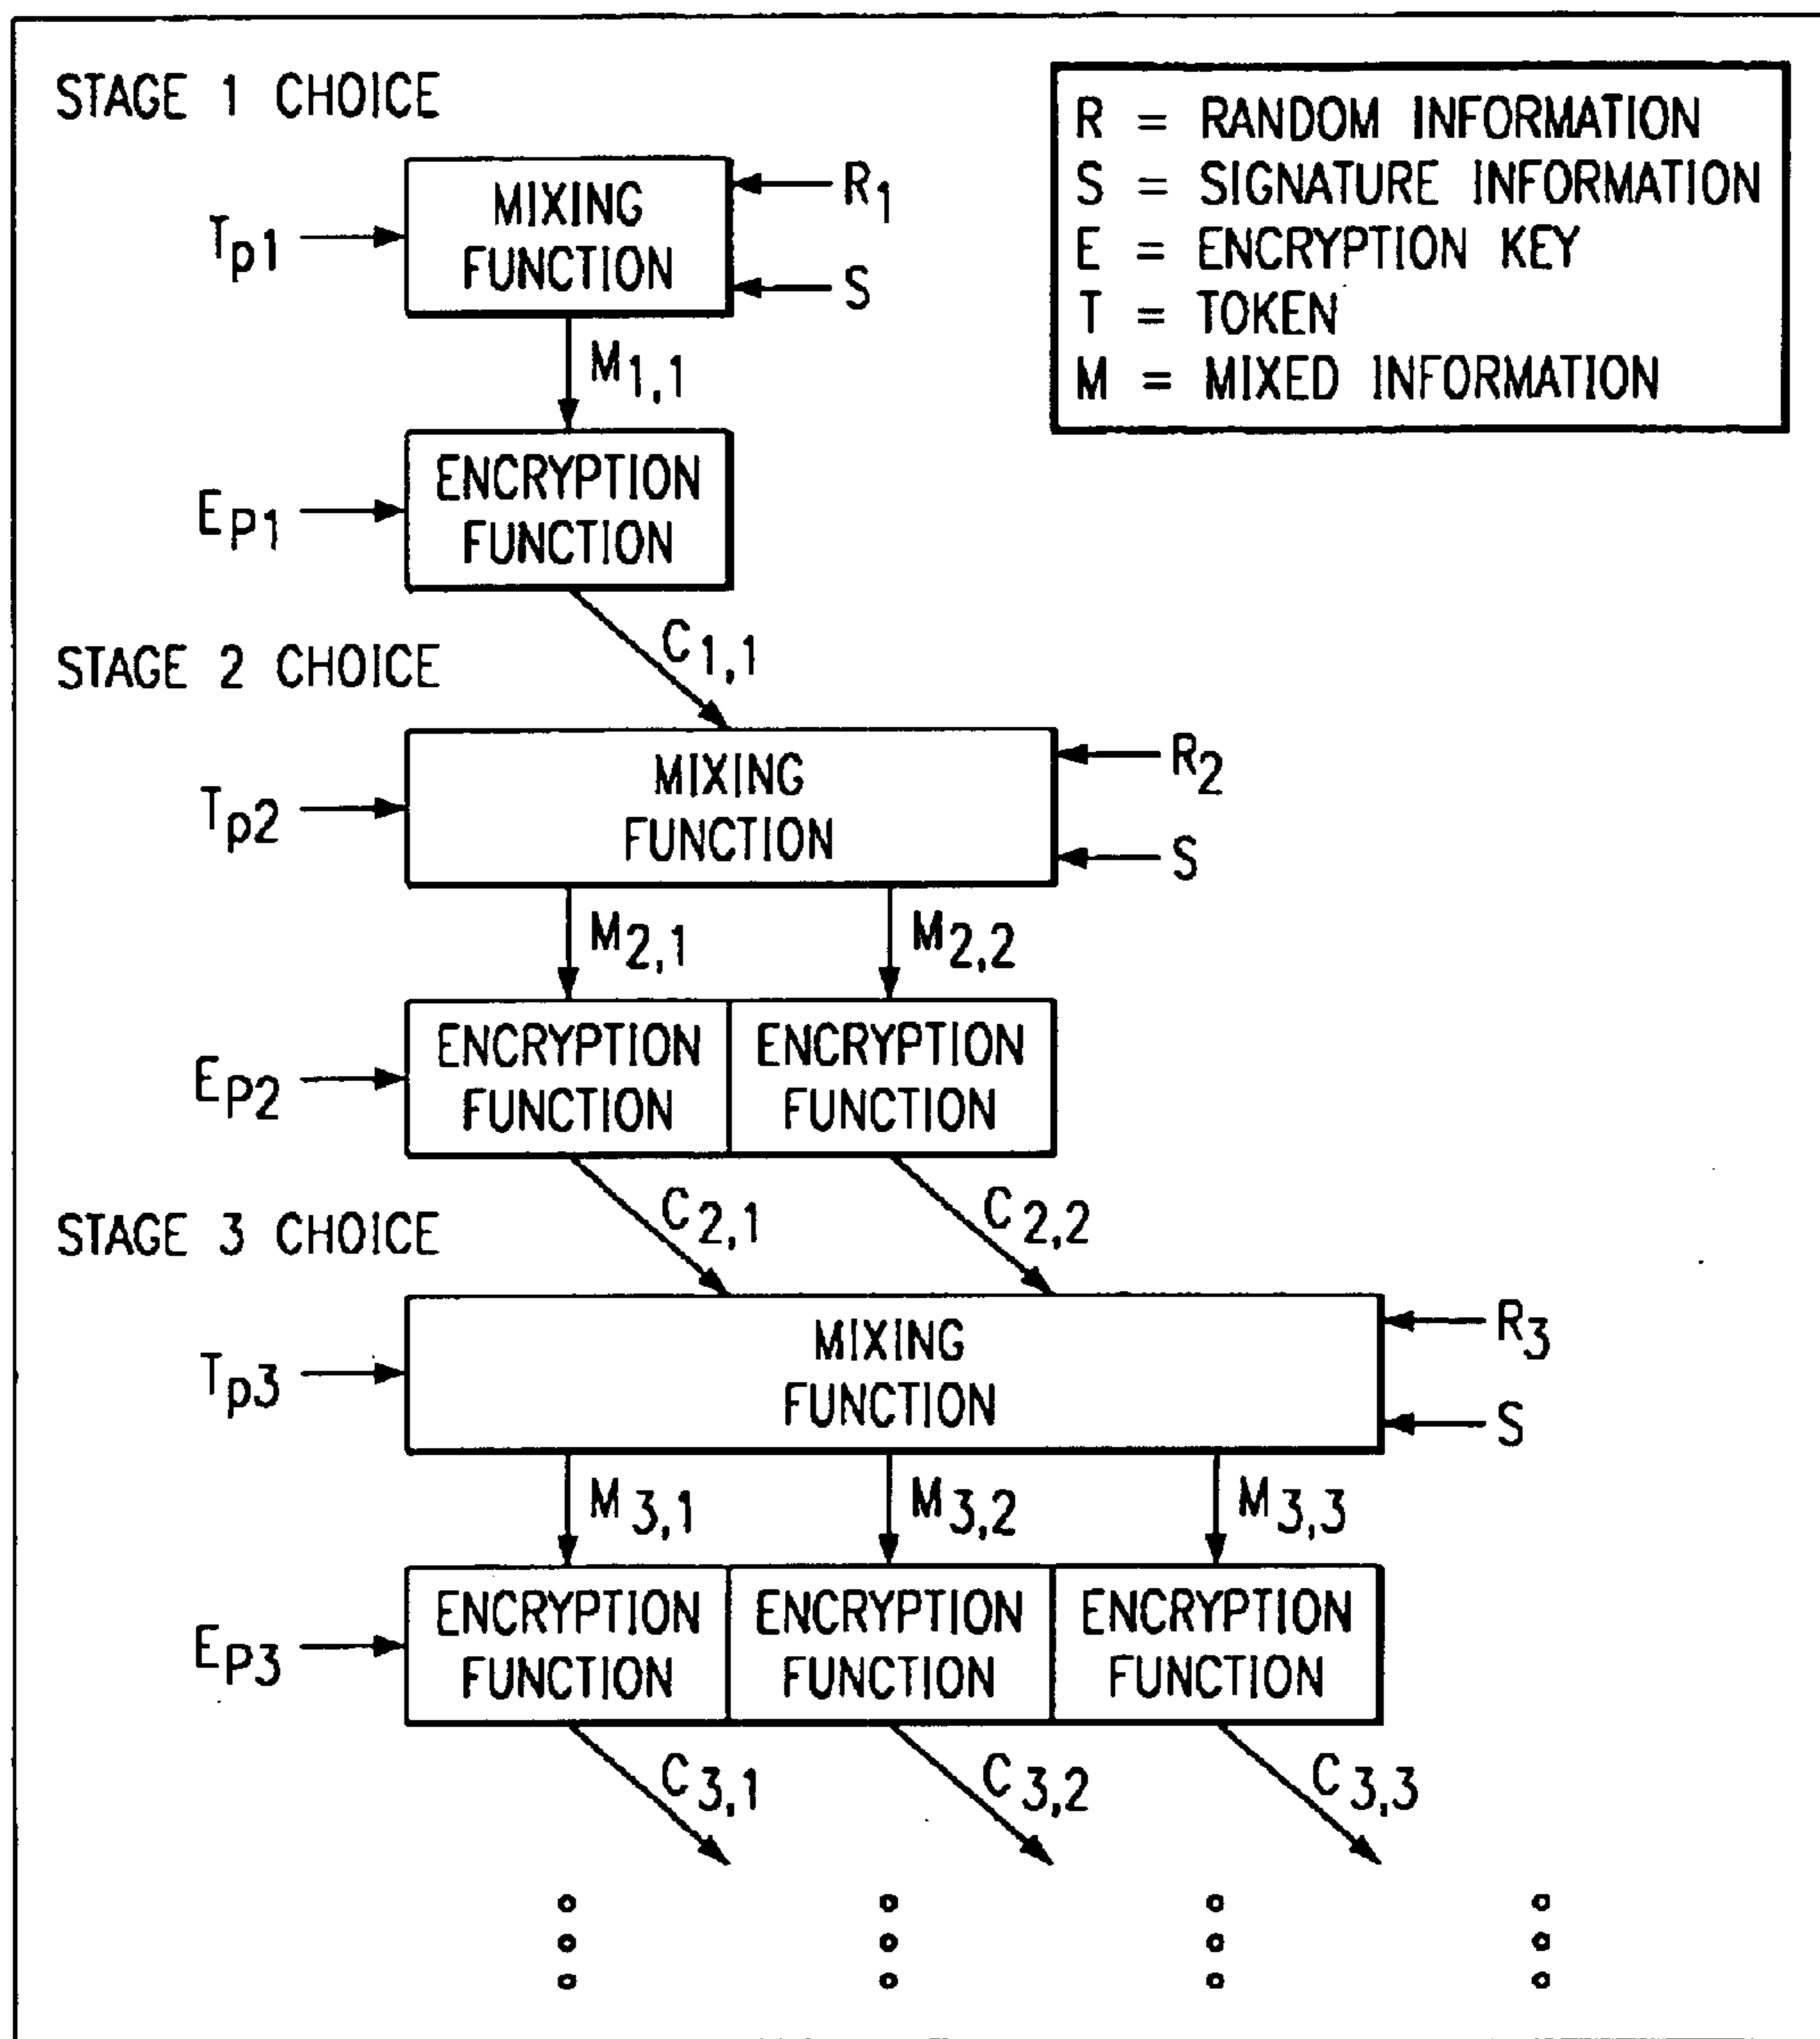 STAGE 1 CHOICE
R = RANDOM INFORMATION
S = SIGNATURE INFORMATION
E = ENCRYPTION KEY
T = TOKEN
M = MIXED INFORMATION
MIXING
FUNCTION
R1
Tp1
S
M1,1
ENCRYPTION
FUNCTION
EP1
C1,1
STAGE 2 CHOICE
MIXING
FUNCTION
R2
Tp2
S
M2,1 M2,2
ENCRYPTION
FUNCTION
ENCRYPTION
FUNCTION
EP2
C2,1 C2,2
STAGE 3 CHOICE
MIXING
FUNCTION
R3
Tp3
S
M3,1 M3,2 M3,3
ENCRYPTION
FUNCTION
ENCRYPTION
FUNCTION
ENCRYPTION
FUNCTION
EP3
C3,1 C3,2 C3,3